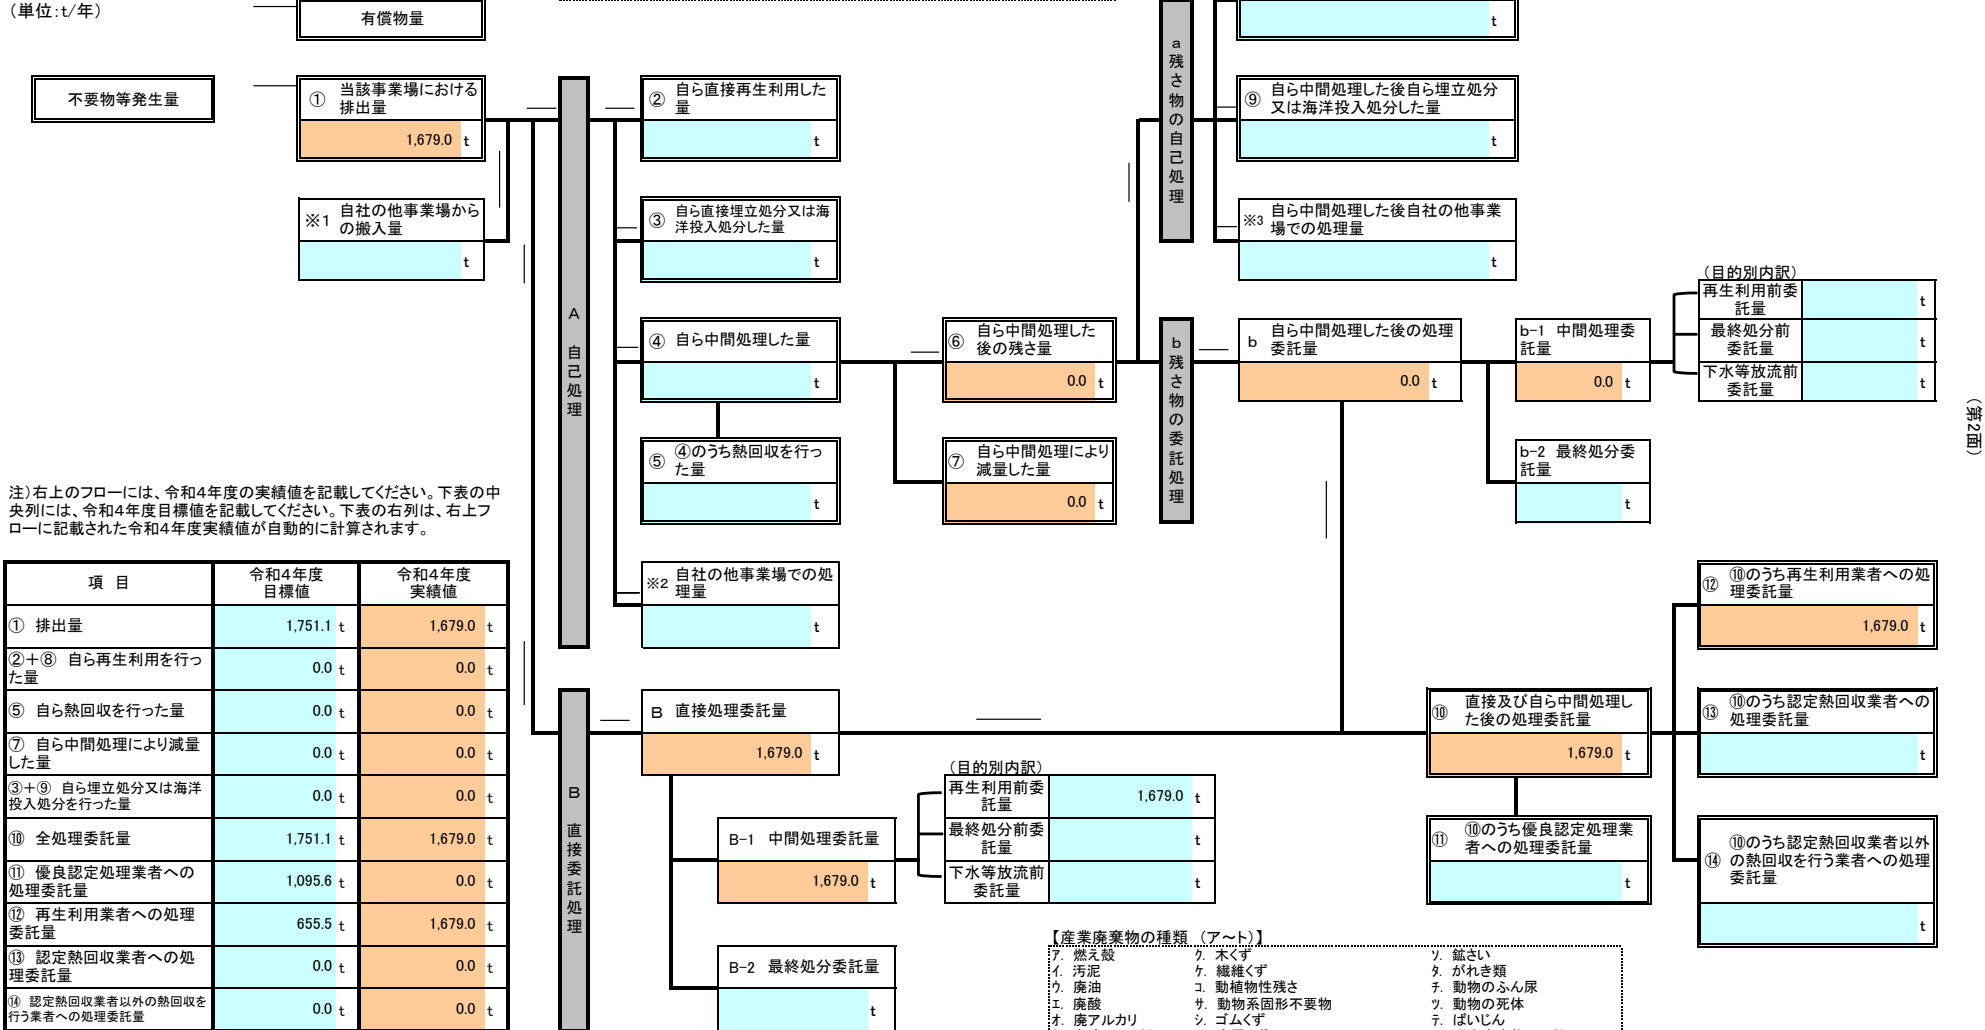 （単位：t/年）
有償物量
t
不要物等発生量
① 当該事業場における
排出量
1,679.0 t
※1 自社の他事業場から
の搬入量
t
A 自己処理
② 自ら直接再生利用した
量
t
③ 自ら直接埋立処分又は海
洋投入処分した量
t
④ 自ら中間処理した量
t
⑤ ④のうち熱回収を行っ
た量
t
※2 自社の他事業場での処
理量
t
⑥ 自ら中間処理した
後の残さ量
0.0 t
⑦ 自ら中間処理により
減量した量
0.0 t
a 残さ物の自己処理
⑨ 自ら中間処理した後自ら埋立処分
又は海洋投入処分した量
t
※3 自ら中間処理した後自社の他事業
場での処理量
t
b 残さ物の委託処理
b 自ら中間処理した後の処理
委託量
0.0 t
b-1 中間処理委
託量
0.0 t
b-2 最終処分委
託量
t
（目的別内訳）
再生利用前委
託量
t
最終処分前
委託量
t
下水等放流前
委託量
t
（第2面）
注）右上のフローには、令和4年度の実績値を記載してください。下表の中
央列には、令和4年度目標値を記載してください。下表の右列は、右上フ
ローに記載された令和4年度実績値が自動的に計算されます。
項 目 令和4年度
目標値 令和4年度
実績値
① 排出量 1,751.1 t 1,679.0 t
②＋⑧ 自ら再生利用を行っ
た量 0.0 t 0.0 t
⑤ 自ら熱回収を行った量 0.0 t 0.0 t
⑦ 自ら中間処理により減量
した量 0.0 t 0.0 t
③＋⑨ 自ら埋立処分又は海洋
投入処分を行った量 0.0 t 0.0 t
⑩ 全処理委託量 1,751.1 t 1,679.0 t
⑪ 優良認定処理業者への
処理委託量 1,095.6 t 0.0 t
⑫ 再生利用業者への処理
委託量 655.5 t 1,679.0 t
⑬ 認定熱回収業者への処
理委託量 0.0 t 0.0 t
⑭ 認定熱回収業者以外の熱回収を
行う業者への処理委託量 0.0 t 0.0 t
B 直接委託処理
B 直接処理委託量
1,679.0 t
B-1 中間処理委託量
1,679.0 t
B-2 最終処分委託量
t
（目的別内訳）
再生利用前委
託量
1,679.0 t
最終処分前委
託量
t
下水等放流前
委託量
t
⑩ 直接及び自ら中間処理し
た後の処理委託量
1,679.0 t
⑪ ⑩のうち優良認定処理業
者への処理委託量
t
⑫ ⑩のうち再生利用業者への処
理委託量
1,679.0 t
⑬ ⑩のうち認定熱回収業者への
処理委託量
t
⑭ ⑩のうち認定熱回収業者以外
の熱回収を行う業者への処理
委託量
t
【産業廃棄物の種類 （ア～ト）】
ア. 燃え殻 ク. 木くず ソ. 鉱さい
イ. 汚泥 ケ. 繊維くず タ. がれき類
ウ. 廃油 コ. 動植物性残さ チ. 動物のふん尿
エ. 廃酸 サ. 動物系固形不要物 ツ. 動物の死体
オ. 廃アルカリ シ. ゴムくず テ. ばいじん